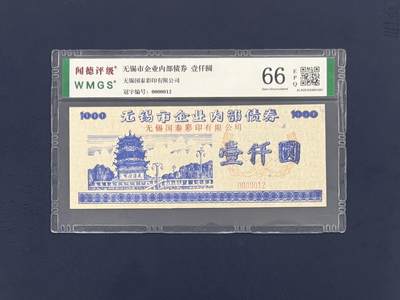 闻德评级®
WMGS®
无锡市企业内部债券 壹仟圆
无锡国泰彩印有限公司
冠字编号：0000012
66
EPQ
1000
无锡市企业内部债券
1000
无锡国泰彩印有限公司
壹仟圆
0000012